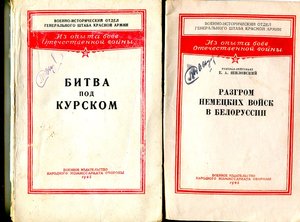 ВОЕННО-ИСТОРИЧЕСКИЙ ОТДЕЛ
ГЕНЕРАЛЬНОГО ШТАБА КРАСНОЙ АРМИИ
Из опыта боев
Отечественной войны
БИТВА
ПОД
КУРСКОМ
ВОЕННОЕ ИЗДАТЕЛЬСТВО
НАРОДНОГО КОМИССАРИАТА ОБОРОНЫ
ВОЕННО-ИСТОРИЧЕСКИЙ ОТДЕЛ
ГЕНЕРАЛЬНОГО ШТАБА КРАСНОЙ АРМИИ
Из опыта боев
Отечественной войны
Е. А. ШИЛОВСКИЙ
РАЗГРОМ
НЕМЕЦКИХ ВОЙСК
В БЕЛОРУССИИ
ВОЕННОЕ ИЗДАТЕЛЬСТВО
НАРОДНОГО КОМИССАРИАТА ОБОРОНЫ